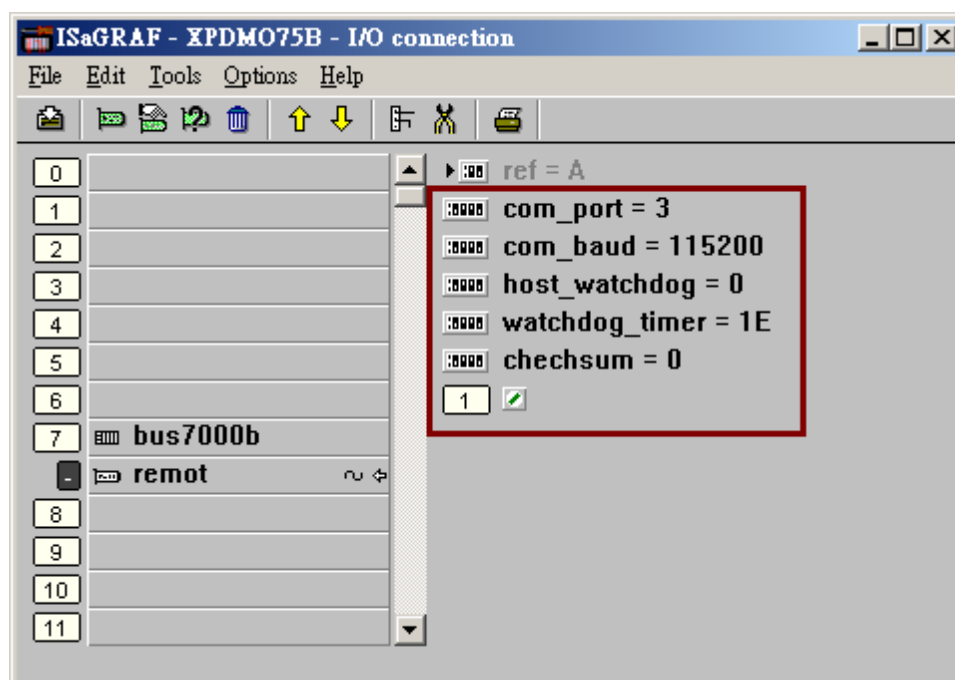 ISaGRAF - XPDMO75B - I/O connection
File Edit Tools Options Help
0
1
2
3
4
5
6
7 bus7000b
- remot
8
9
10
11
ref = A
com_port = 3
com_baud = 115200
host_watchdog = 0
watchdog_timer = 1E
chechsum = 0
1